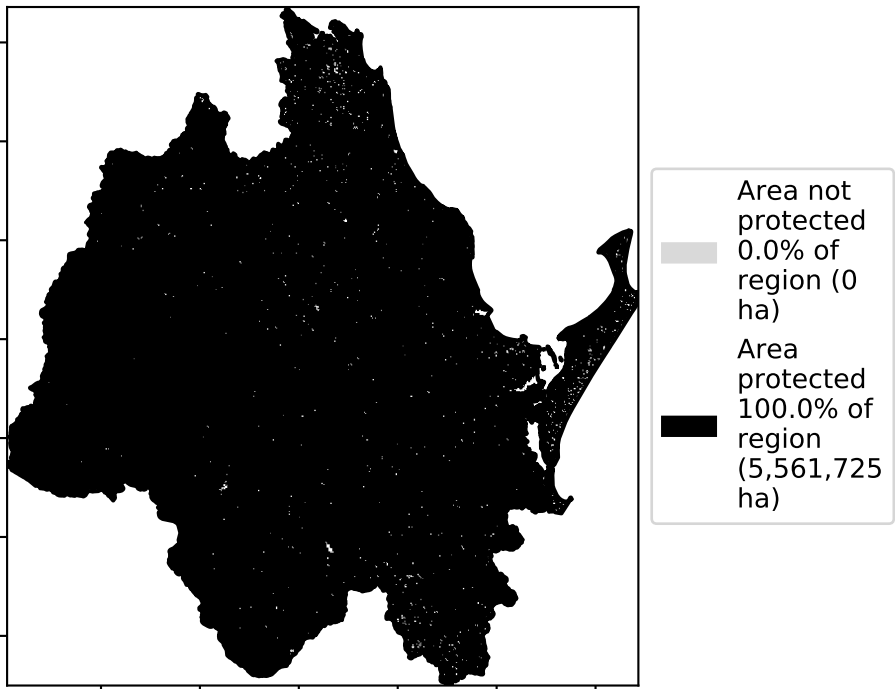 Area not
protected
0.0% of
region (0
ha)
Area
protected
100.0% of
region
(5,561,725
ha)